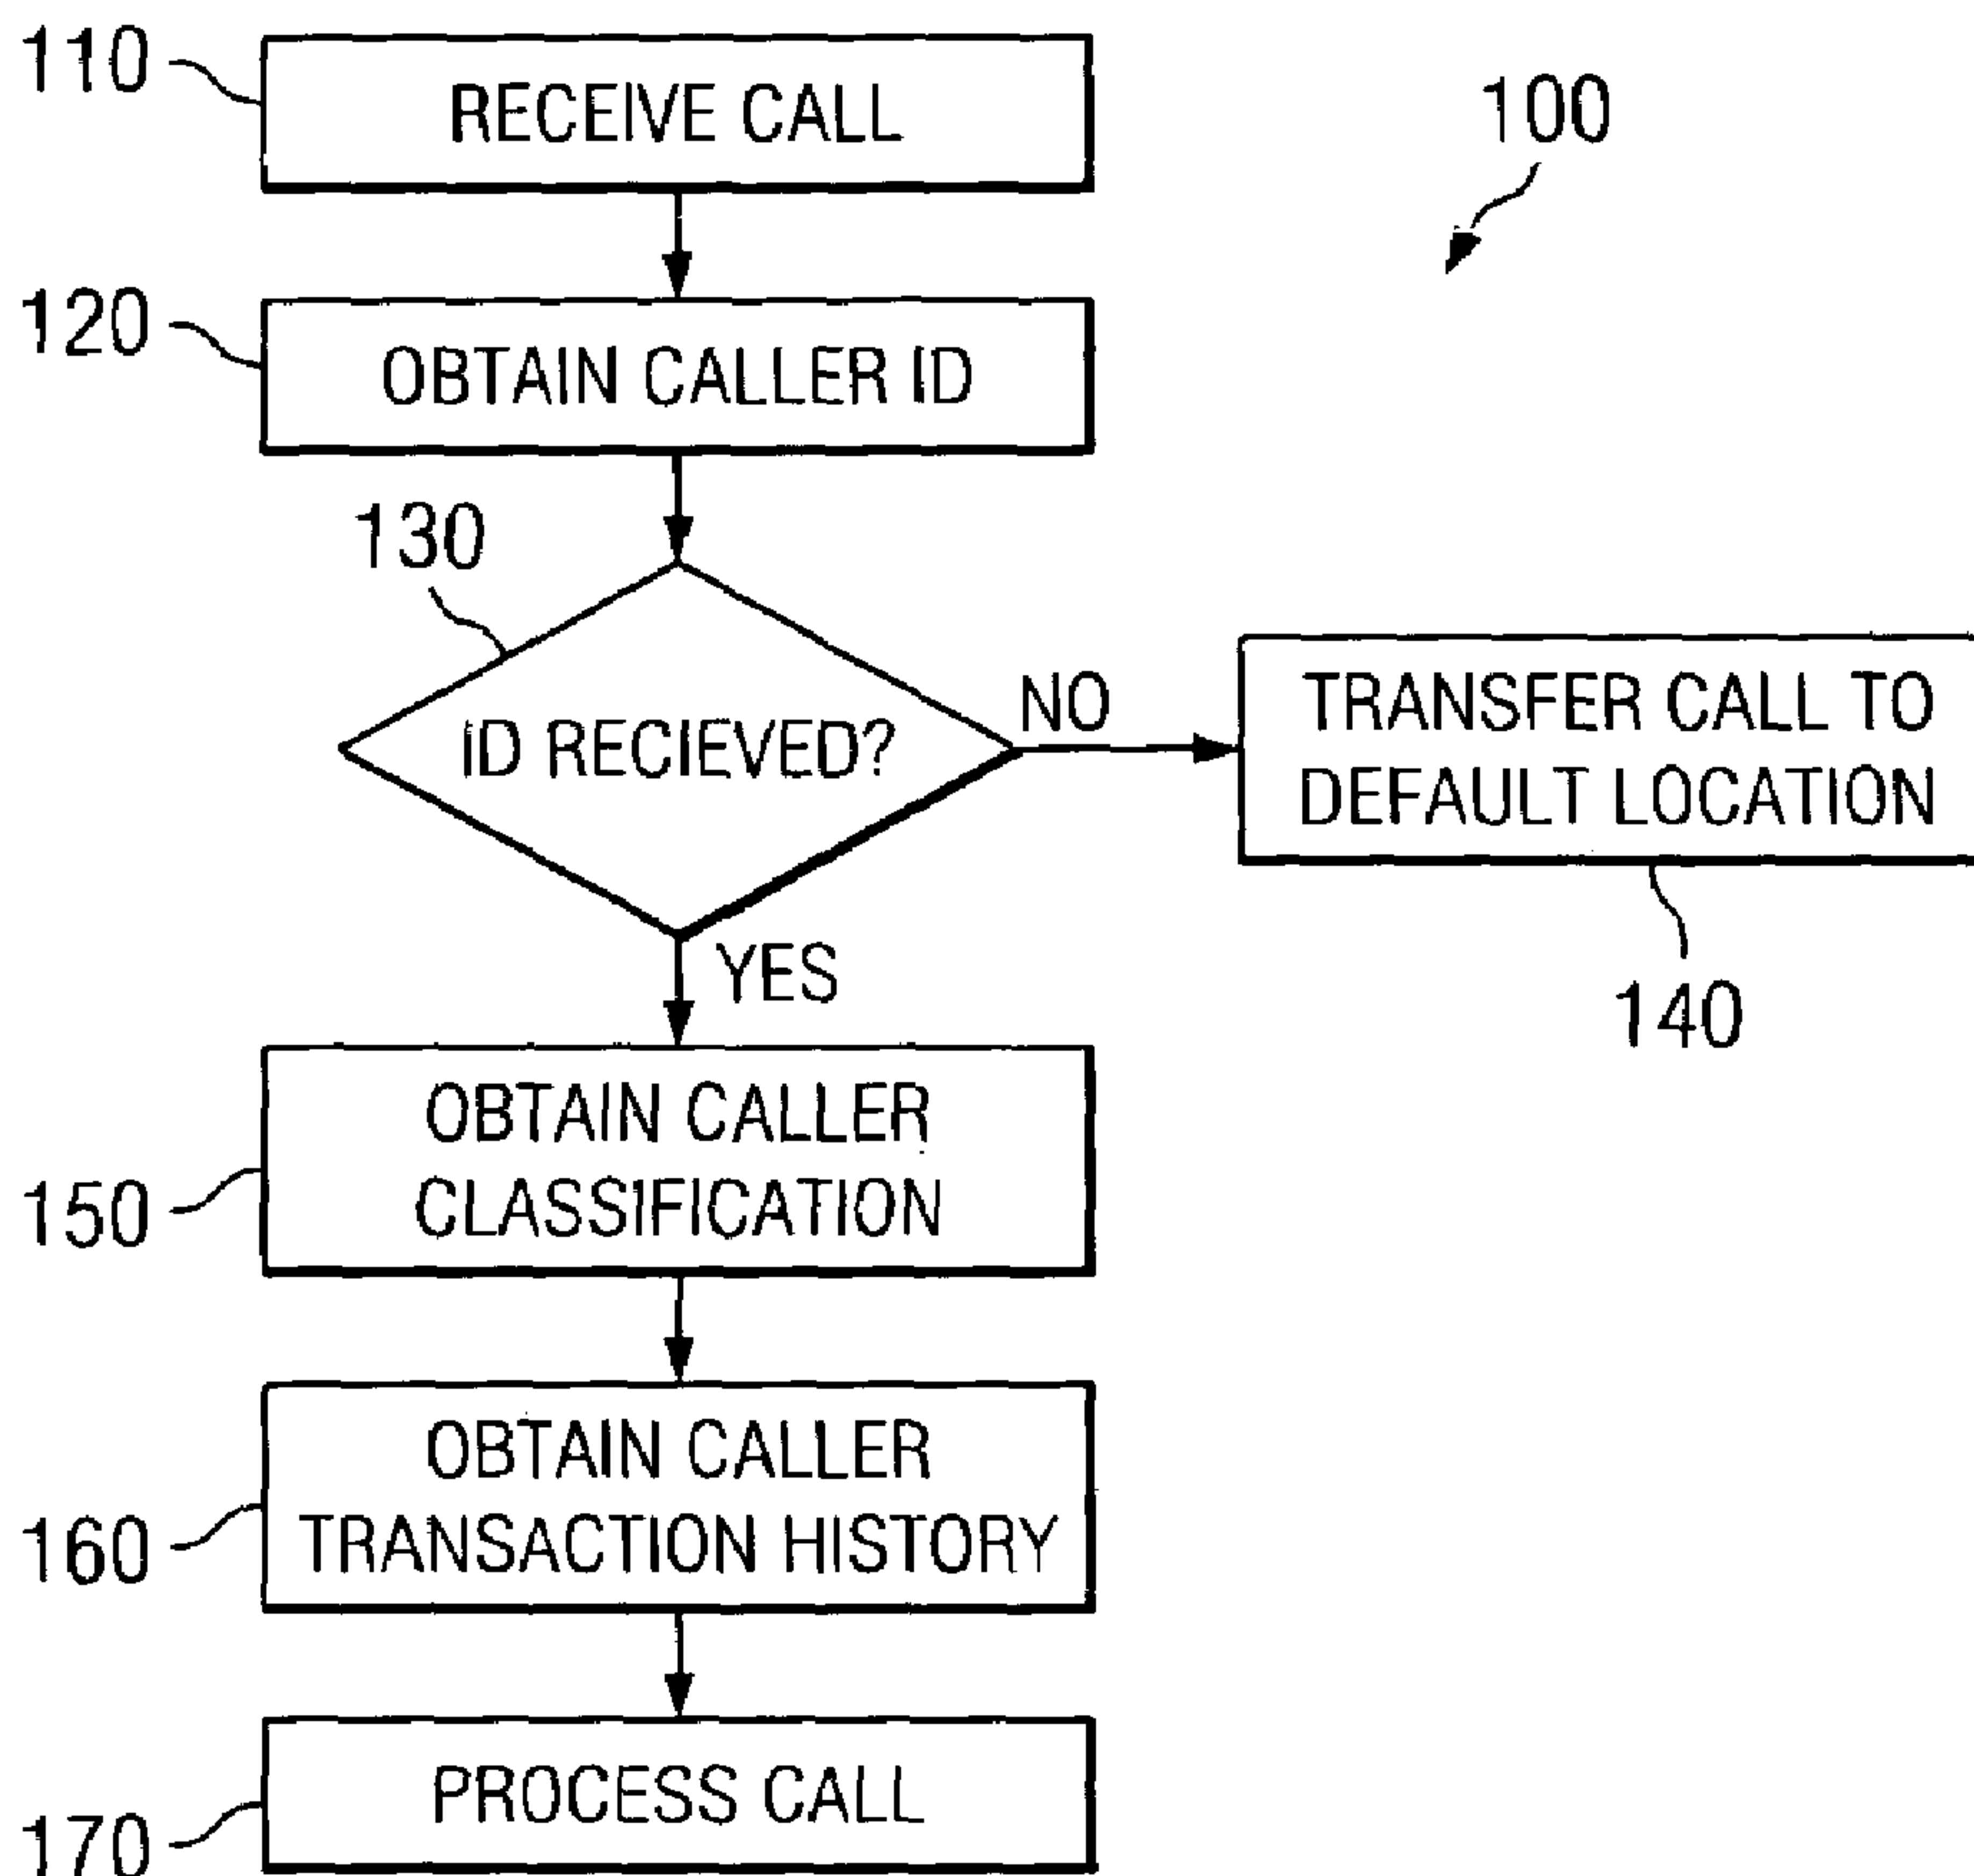 110
RECEIVE CALL
100
120
OBTAIN CALLER ID
130
ID RECIEVED?
NO
TRANSFER CALL TO
DEFAULT LOCATION
140
YES
150
OBTAIN CALLER
CLASSIFICATION
160
OBTAIN CALLER
TRANSACTION HISTORY
170
PROCESS CALL